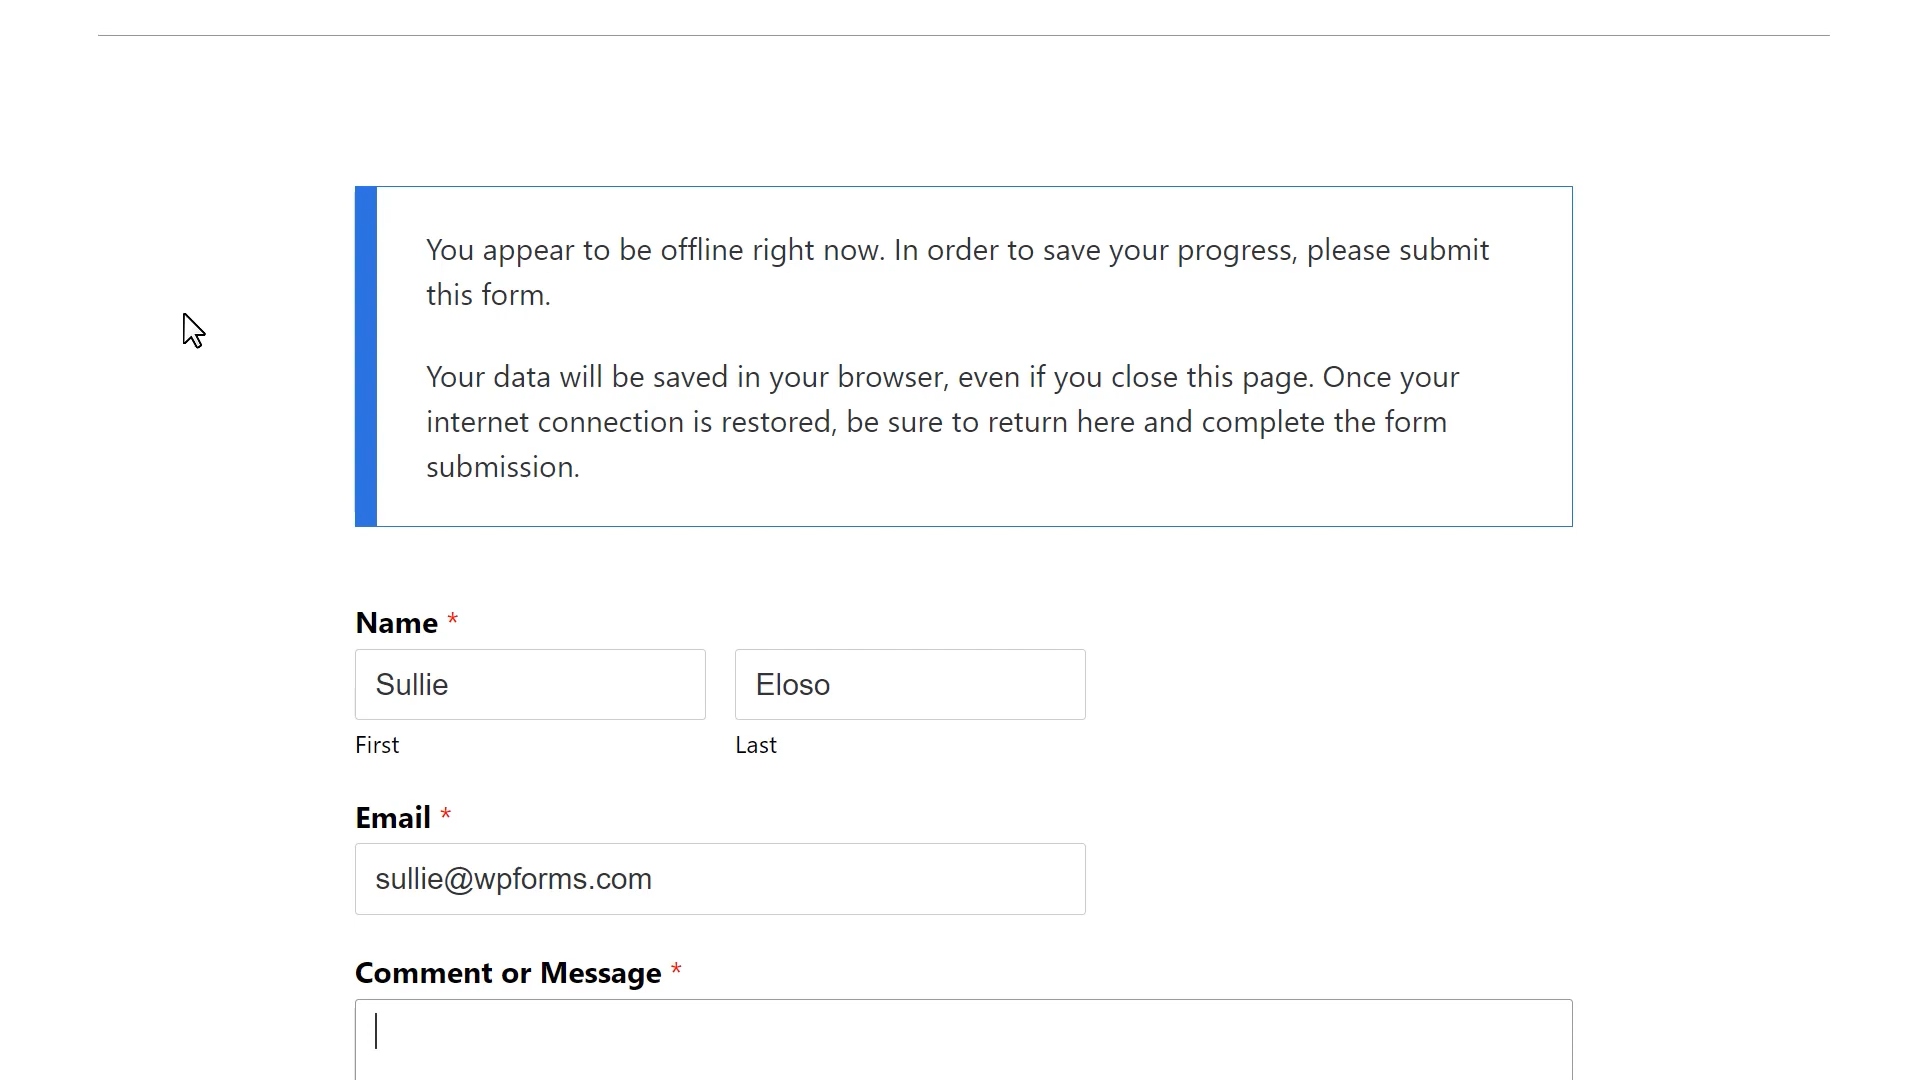 You appear to be offline right now. In order to save your progress, please submit
this form.
Your data will be saved in your browser, even if you close this page. Once your
internet connection is restored, be sure to return here and complete the form
submission.
Name *
Sullie Eloso
First Last
Email *
sullie@wpforms.com
Comment or Message *